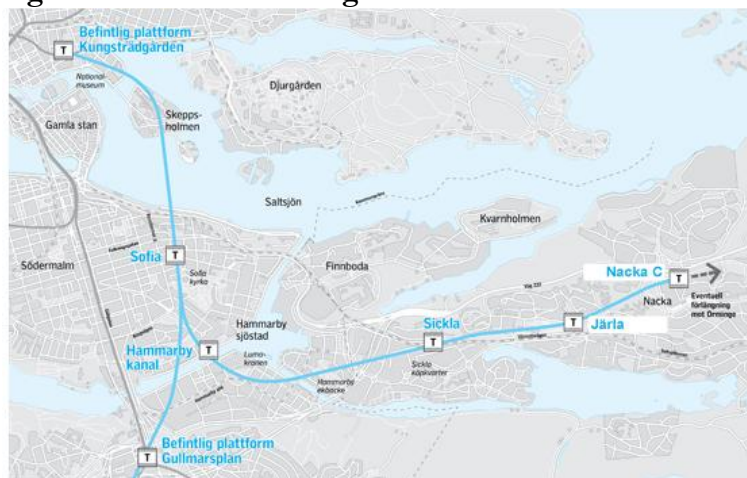 Befintlig plattform
Kungsträdgården
National-
museum
Djurgården
Skepps-
holmen
Gamla stan
Saltsjön
Kvarnholmen
Södermalm
Sofia
Sofia
kyrka
Finnboda
Nacka C
Nacka
Eventuell
förlängning
mot Orminge
Järla
Hammarby
sjöstad
Sickla
Hammarby
kanal
Luma-
kranen
Hammarby
ekbacke
Sickla
köpkvarter
Befintlig plattform
Gullmarsplan
T
T
T
T
T
T
T